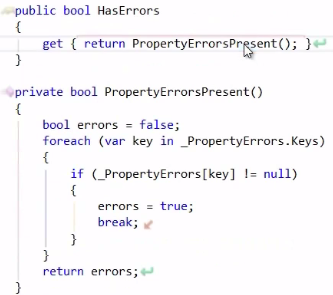 public bool HasErrors
{
get { return PropertyErrorsPresent(); }
}
private bool PropertyErrorsPresent()
{
bool errors = false;
foreach (var key in _PropertyErrors.Keys)
{
if (_PropertyErrors[key] != null)
{
errors = true;
break;
}
}
return errors;
}